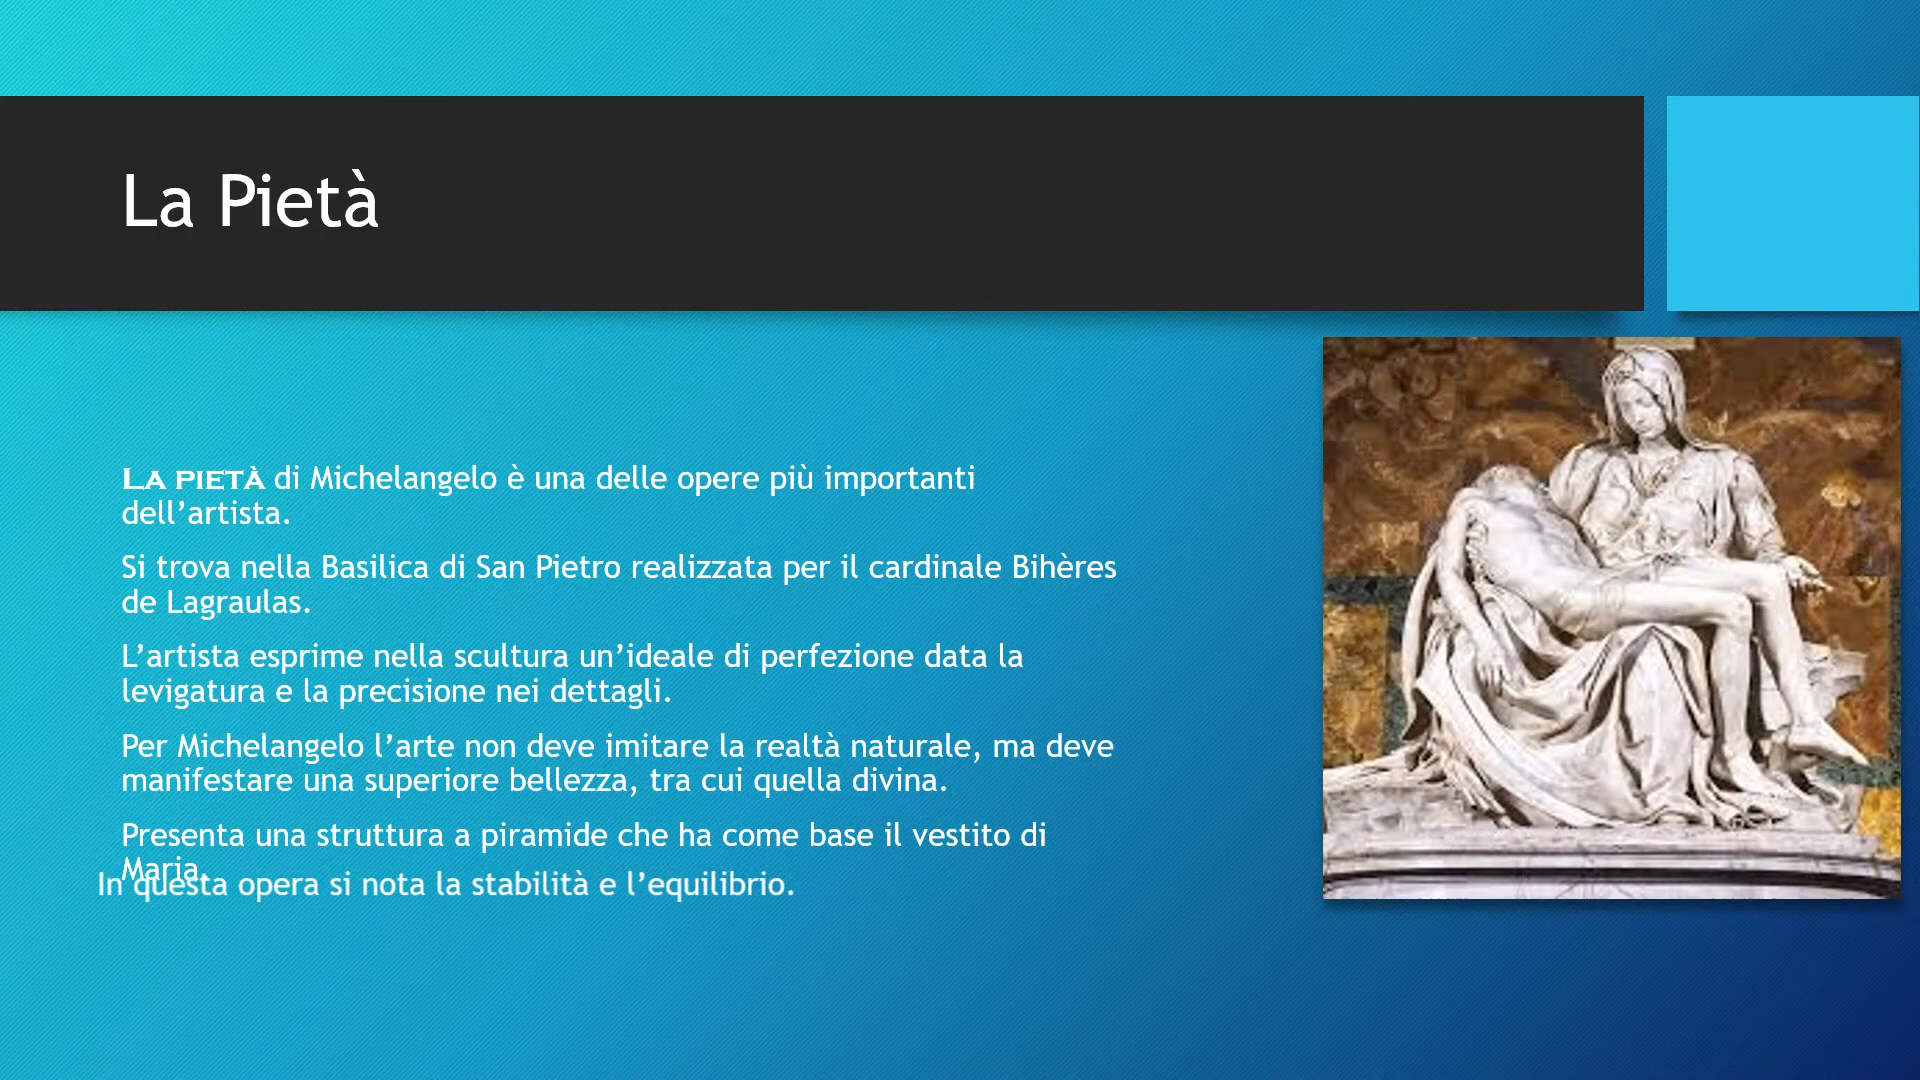 La Pietà
La pietà di Michelangelo è una delle opere più importanti
dell’artista.
Si trova nella Basilica di San Pietro realizzata per il cardinale Bihères
de Lagraulas.
L’artista esprime nella scultura un’ideale di perfezione data la
levigatura e la precisione nei dettagli.
Per Michelangelo l’arte non deve imitare la realtà naturale, ma deve
manifestare una superiore bellezza, tra cui quella divina.
Presenta una struttura a piramide che ha come base il vestito di
Maria.
In questa opera si nota la stabilità e l’equilibrio.